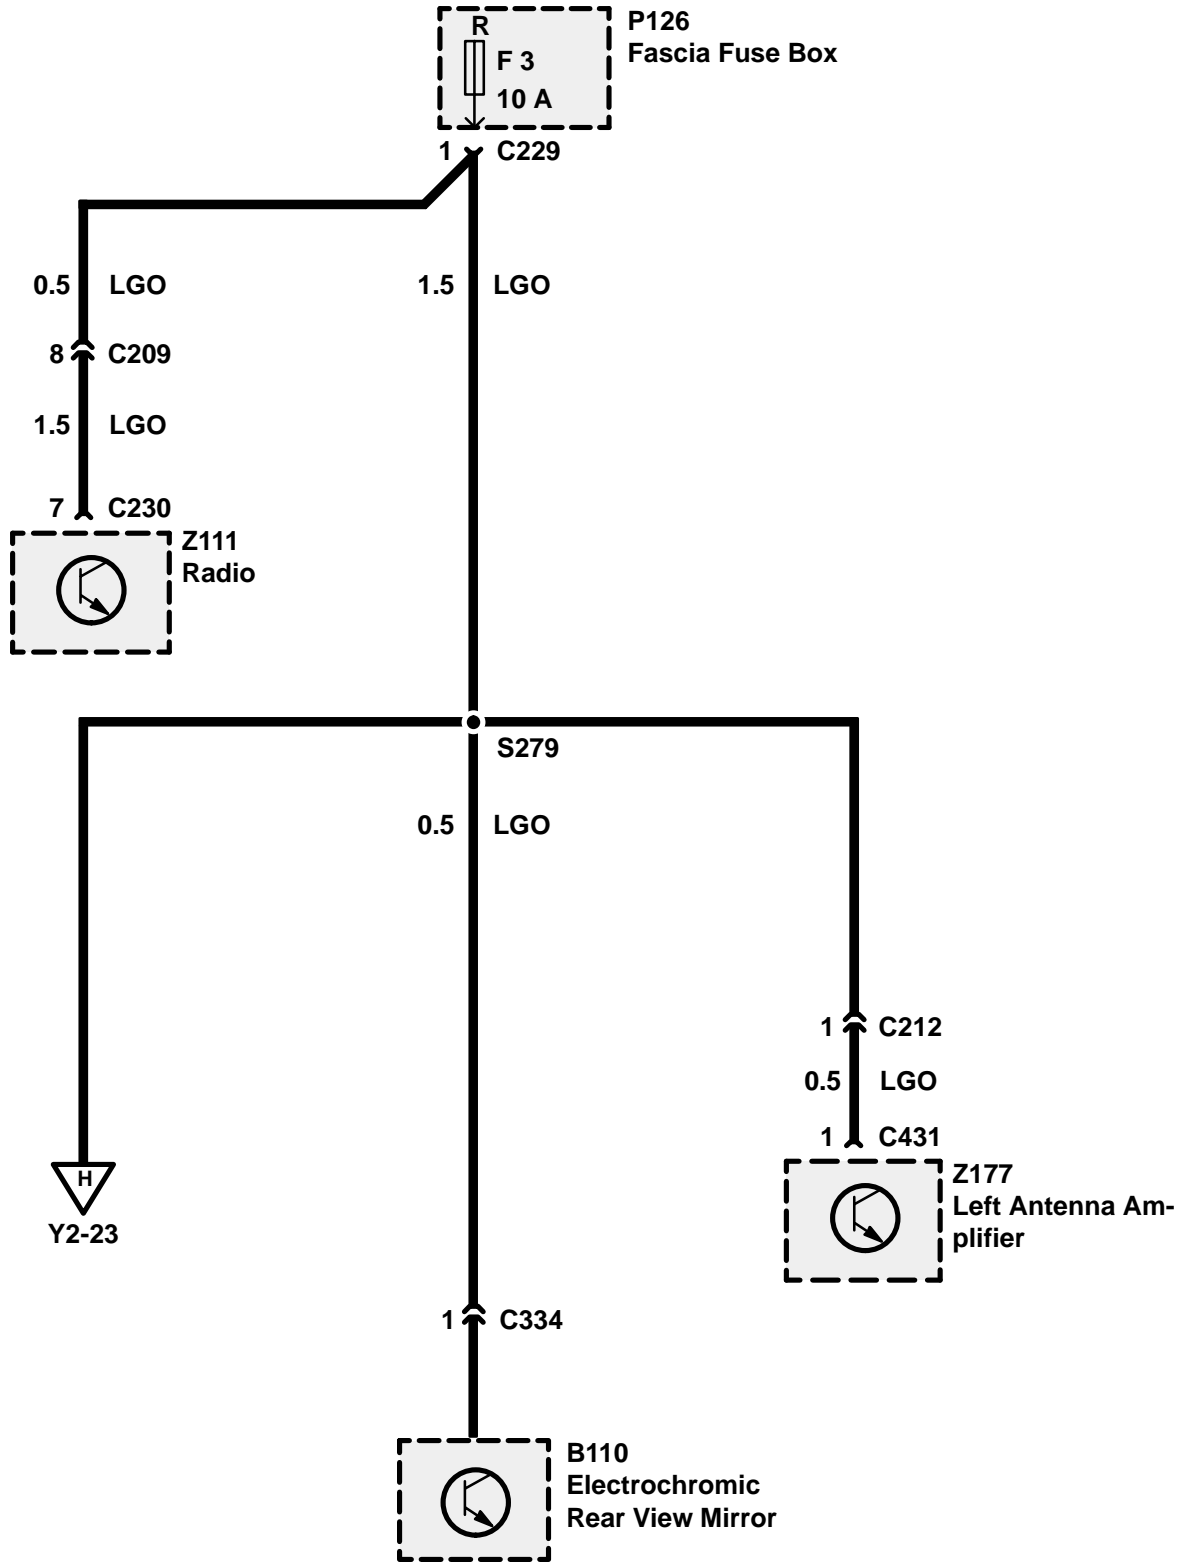 R
P126
Fascia Fuse Box
F 3
10 A
1 C229
0.5 LGO
1.5 LGO
8 C209
1.5 LGO
7 C230
Z111
Radio
S279
0.5 LGO
1 C212
0.5 LGO
1 C431
H
Y2-23
Z177
Left Antenna Am-
plifier
1 C334
B110
Electrochromic
Rear View Mirror